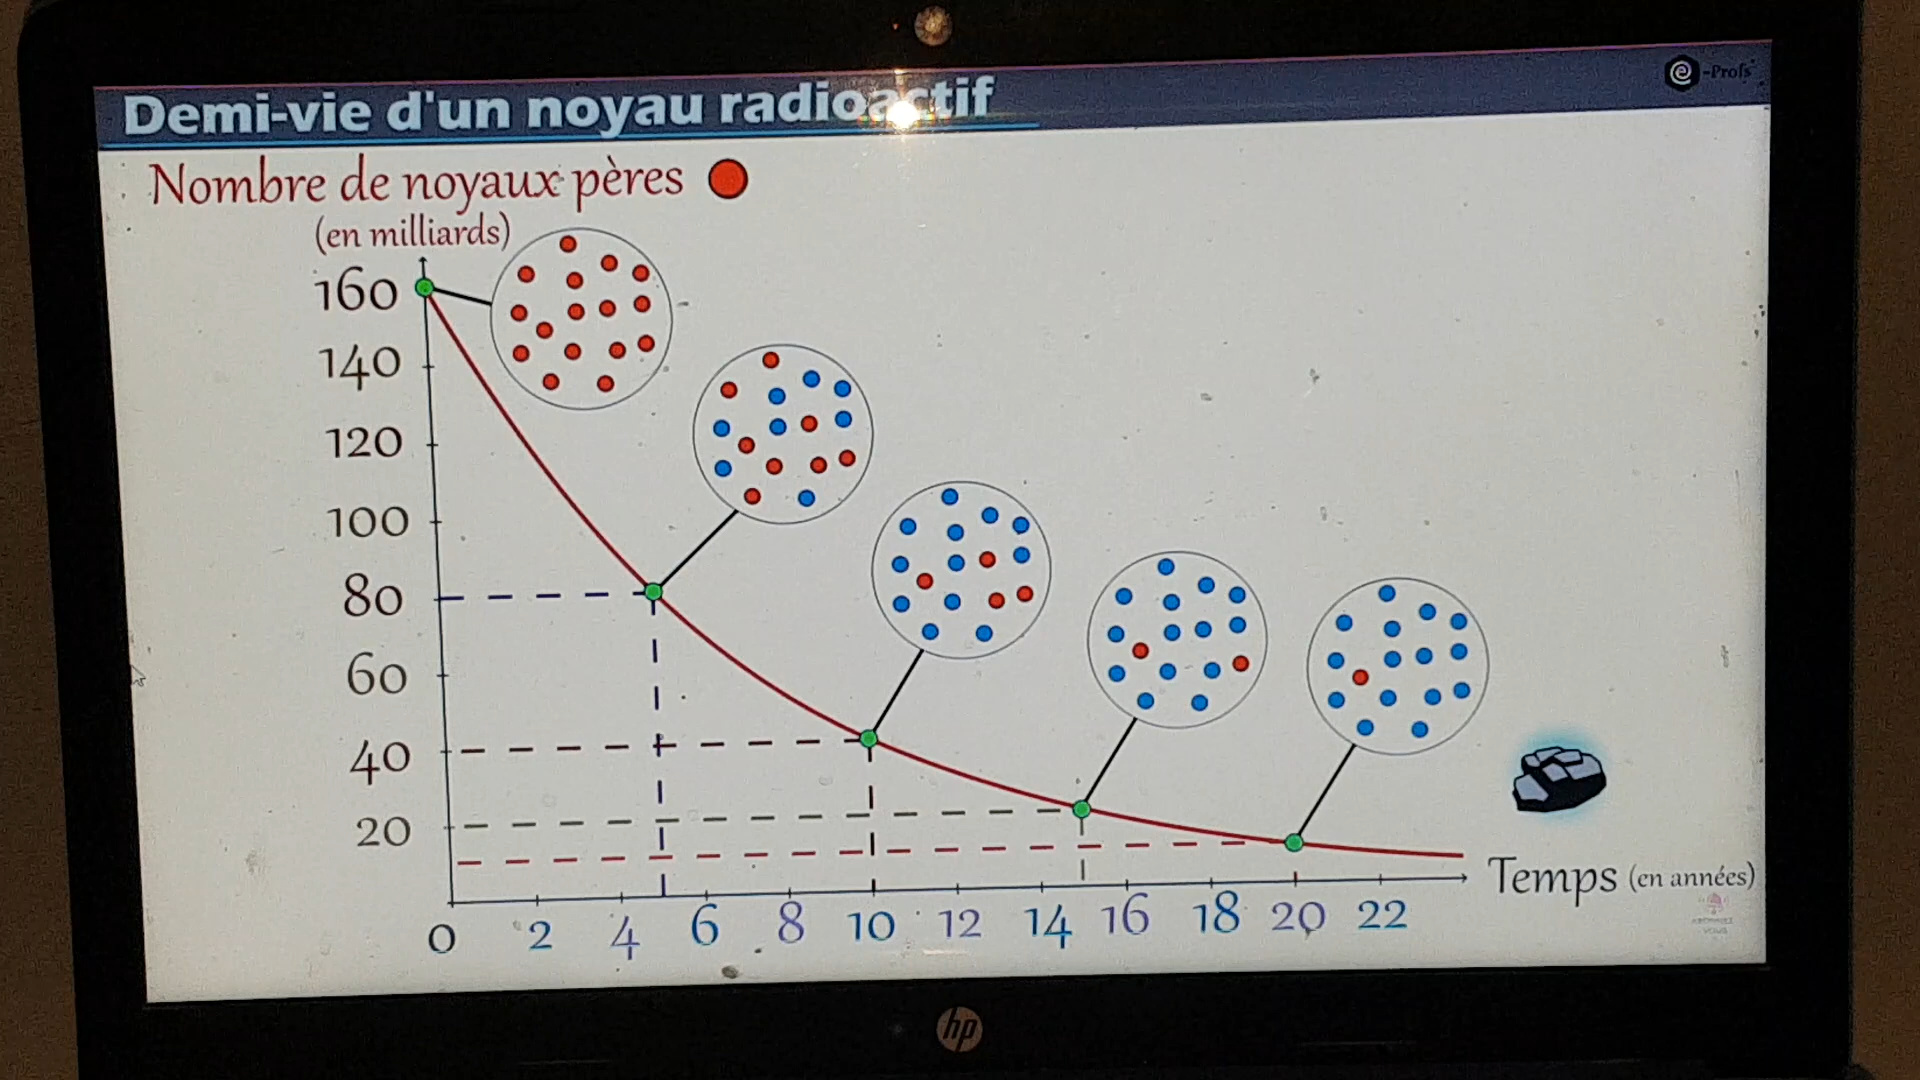 Demi-vie d'un noyau radioactif
e -Profs
Nombre de noyaux pères
(en milliards)
160
140
120
100
80
60
40
20
0 2 4 6 8 10 12 14 16 18 20 22
Temps (en années)
hp